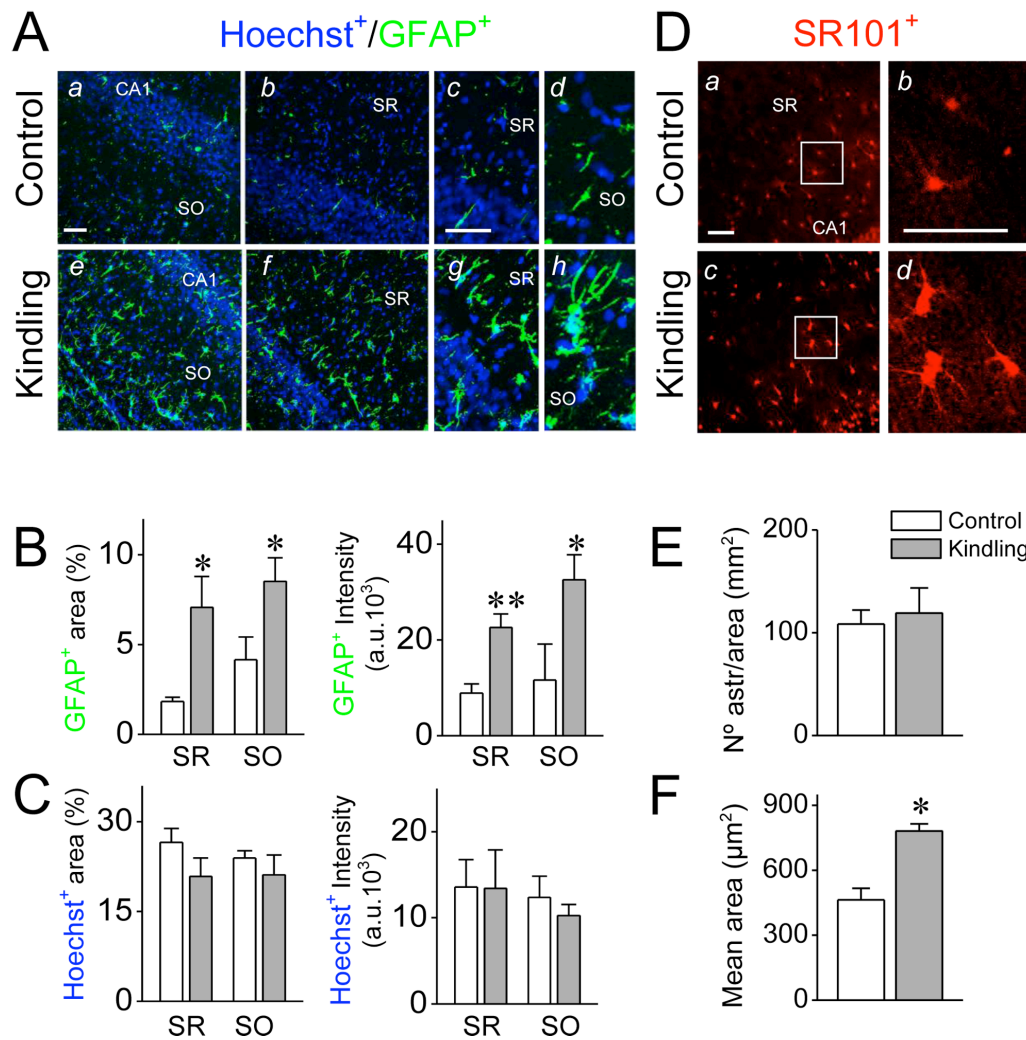 A Hoechst⁺/GFAP⁺
Control
a CA1 SO
b SR
c SR
d SO
Kindling
e CA1 SO
f SR
g SR
h SO
D SR101⁺
Control
a SR CA1
b
Kindling
c
d
B
GFAP⁺ area (%)
10
5
0
* *
SR SO
GFAP⁺ Intensity
(a.u.10³)
40
20
0
** *
SR SO
C
Hoechst⁺ area (%)
30
15
0
SR SO
Hoechst⁺ Intensity
(a.u.10³)
20
10
0
SR SO
E
Control
Kindling
Nº astr/area (mm²)
200
100
0
F
Mean area (µm²)
900
600
300
0
*